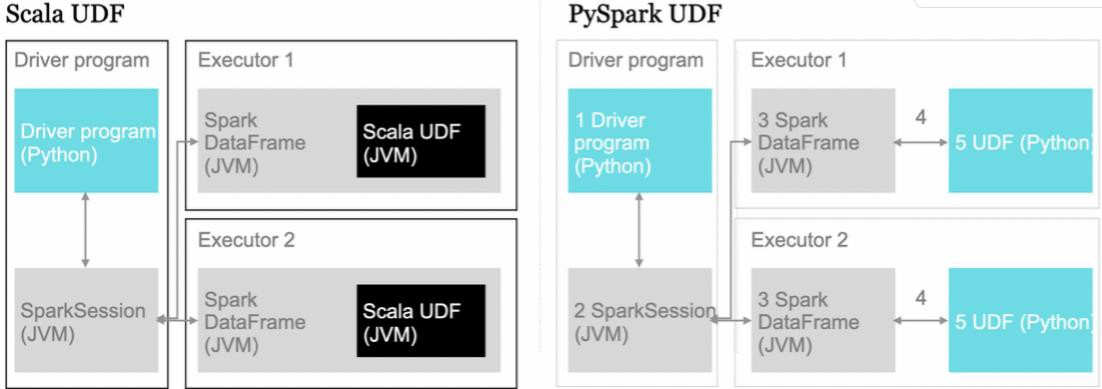 Scala UDF
Driver program
Driver program
(Python)
SparkSession
(JVM)
Executor 1
Spark
DataFrame
(JVM)
Scala UDF
(JVM)
Executor 2
Spark
DataFrame
(JVM)
Scala UDF
(JVM)
PySpark UDF
Driver program
1 Driver
program
(Python)
2 SparkSession
(JVM)
Executor 1
3 Spark
DataFrame
(JVM)
4
5 UDF (Python)
Executor 2
3 Spark
DataFrame
(JVM)
4
5 UDF (Python)